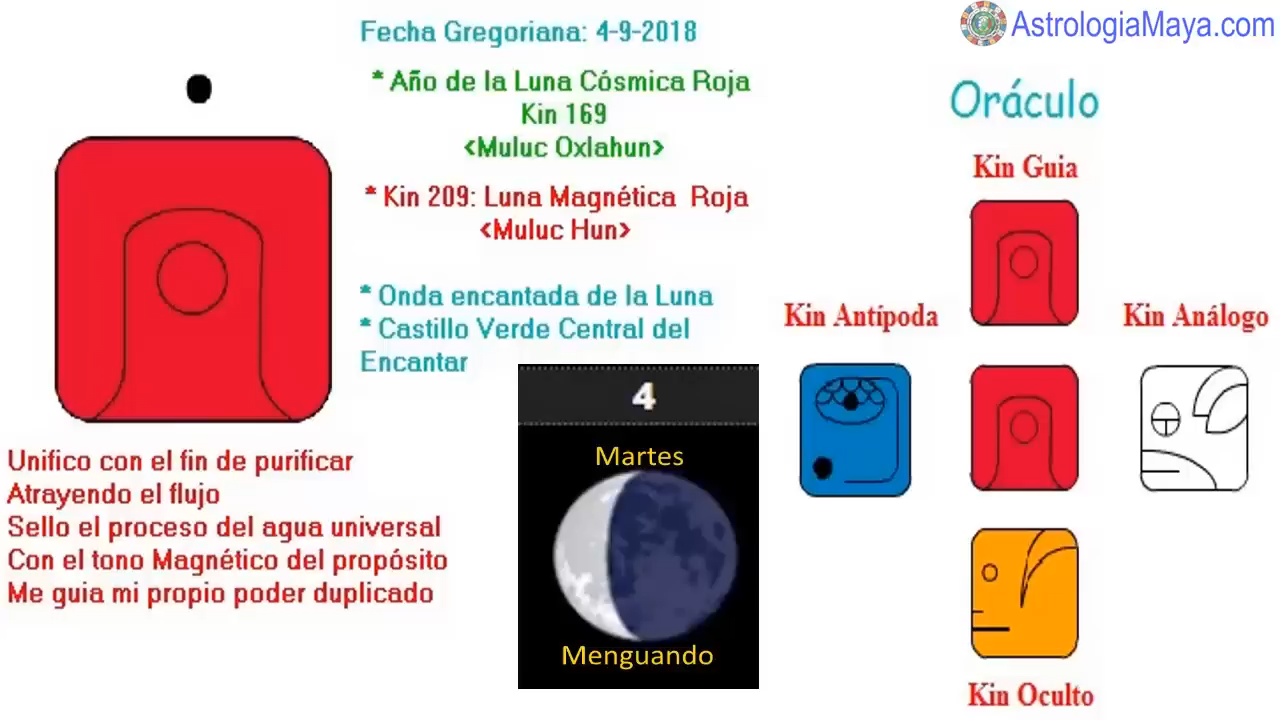 AstrologiaMaya.com
Fecha Gregoriana: 4-9-2018
* Año de la Luna Cósmica Roja
Kin 169
<Muluc Oxlahun>
* Kin 209: Luna Magnética Roja
<Muluc Hun>
* Onda encantada de la Luna
* Castillo Verde Central del
Encantar
Unifico con el fin de purificar
Atrayendo el flujo
Sello el proceso del agua universal
Con el tono Magnético del propósito
Me guia mi propio poder duplicado
4
Martes
Menguando
Oráculo
Kin Guia
Kin Antípoda
Kin Análogo
Kin Oculto